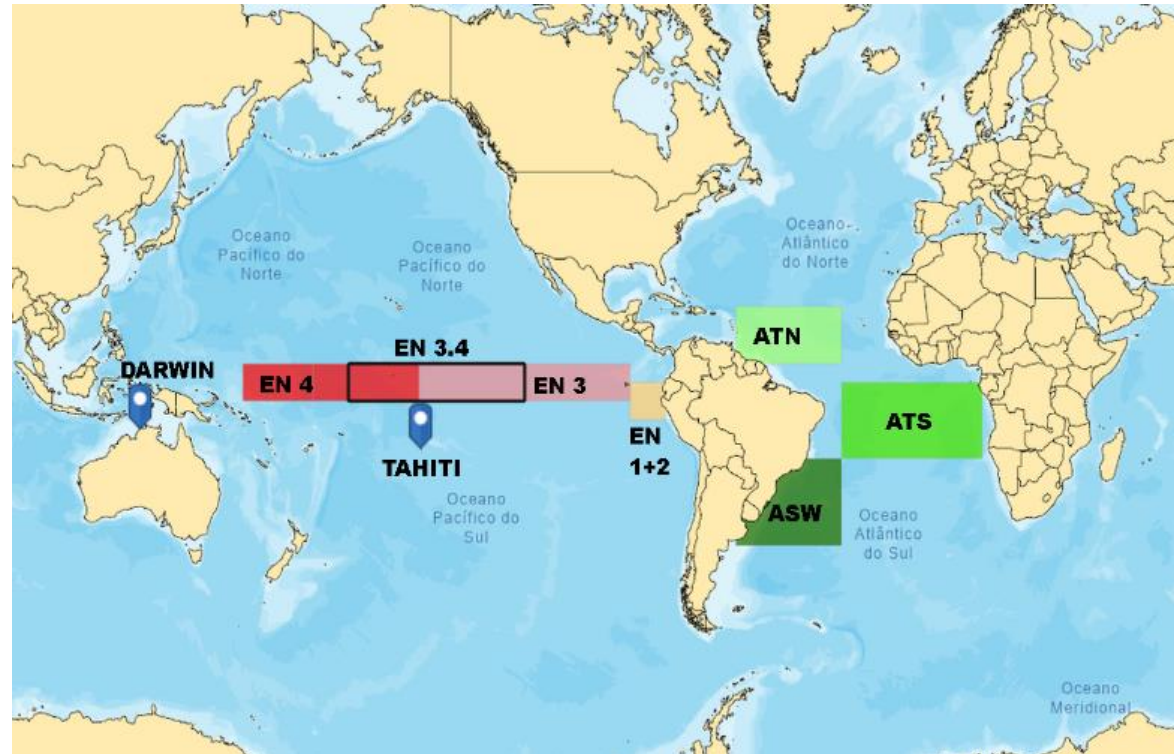 Oceano
Pacífico do
Norte
Oceano
Pacífico do
Norte
Oceano
Atlântico
do Norte
ATN
EN 3.4
DARWIN
EN 4
EN 3
ATS
EN
1+2
TAHITI
Oceano
Pacífico do
Sul
ASW
Oceano
Atlântico
do Sul
Oceano
Meridional